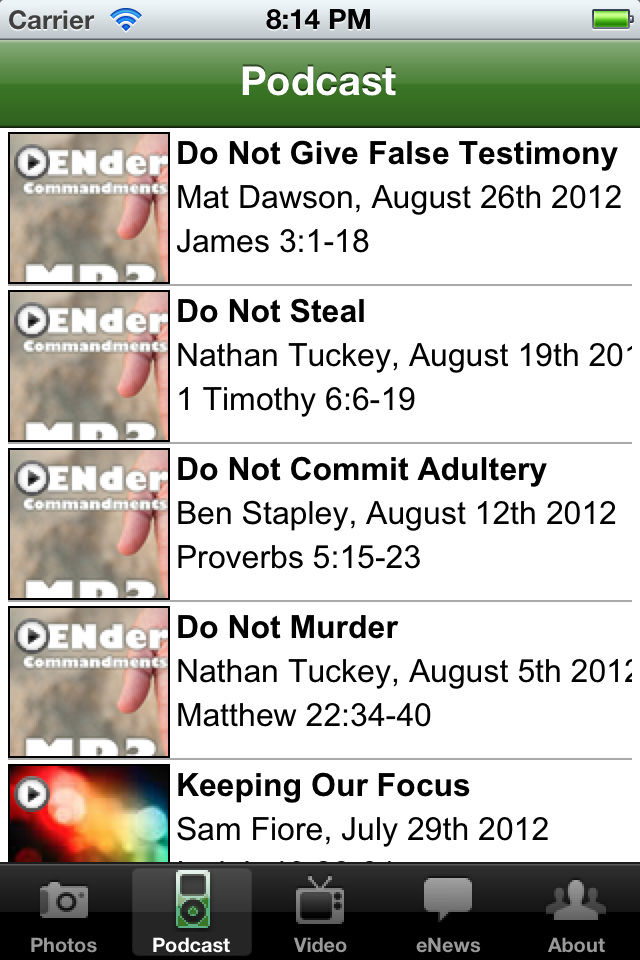 Carrier 8:14 PM
Podcast
ENder
Commandments
MP3
Do Not Give False Testimony
Mat Dawson, August 26th 2012
James 3:1-18
ENder
Commandments
MP3
Do Not Steal
Nathan Tuckey, August 19th 201
1 Timothy 6:6-19
ENder
Commandments
MP3
Do Not Commit Adultery
Ben Stapley, August 12th 2012
Proverbs 5:15-23
ENder
Commandments
MP3
Do Not Murder
Nathan Tuckey, August 5th 2012
Matthew 22:34-40
Keeping Our Focus
Sam Fiore, July 29th 2012
Photos Podcast Video eNews About